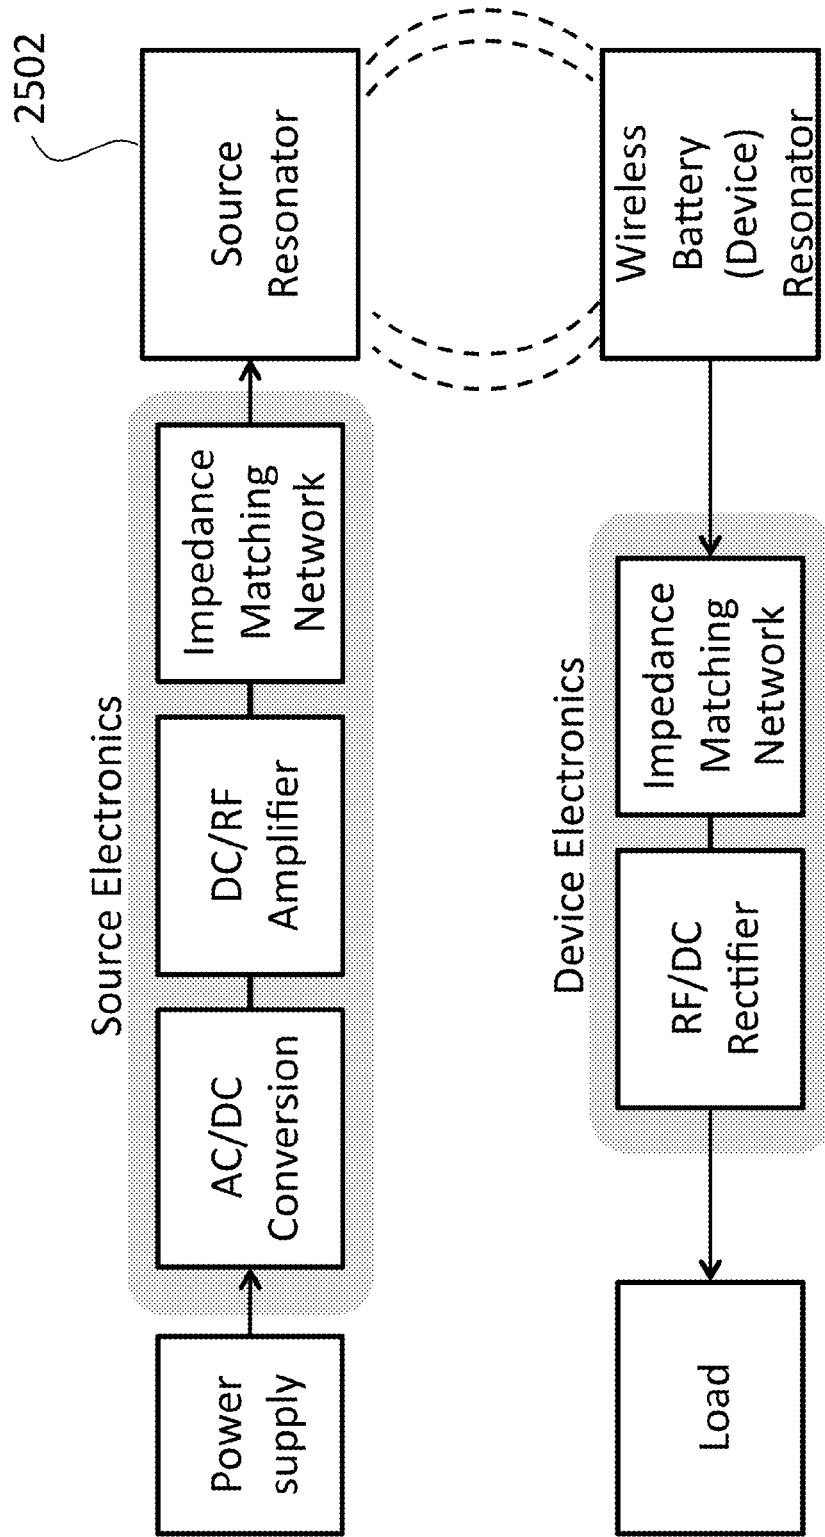 2502
Source Electronics
Power
supply
AC/DC
Conversion
DC/RF
Amplifier
Impedance
Matching
Network
Source
Resonator
Device Electronics
Load
RF/DC
Rectifier
Impedance
Matching
Network
Wireless
Battery
(Device)
Resonator